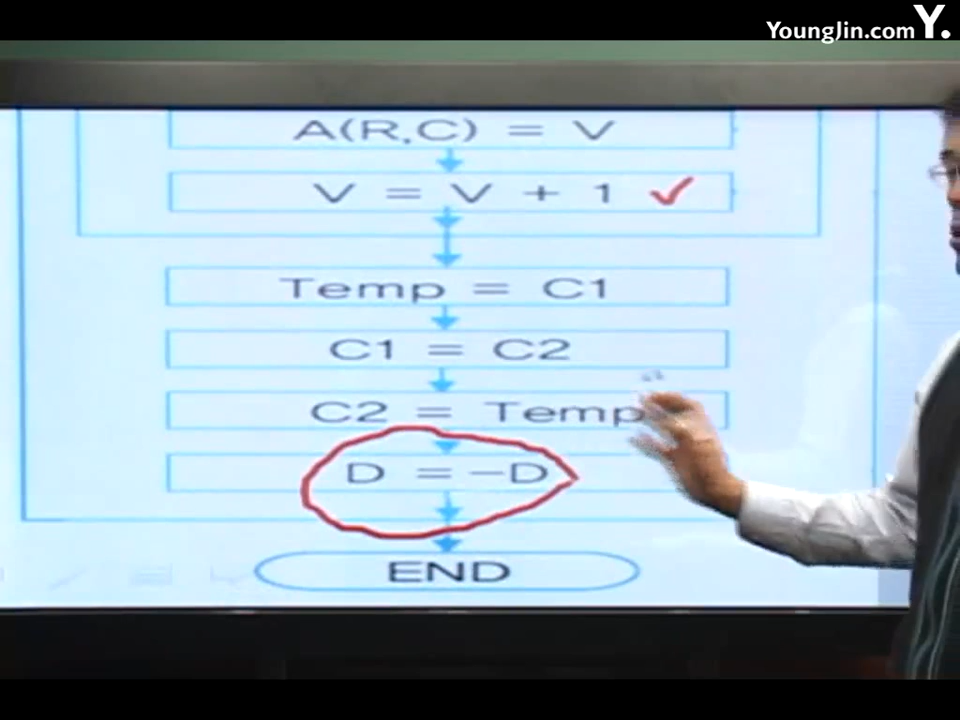 YoungJin.com Y.
A(R,C) = V
V = V + 1
Temp = C1
C1 = C2
C2 = Temp
D = -D
END